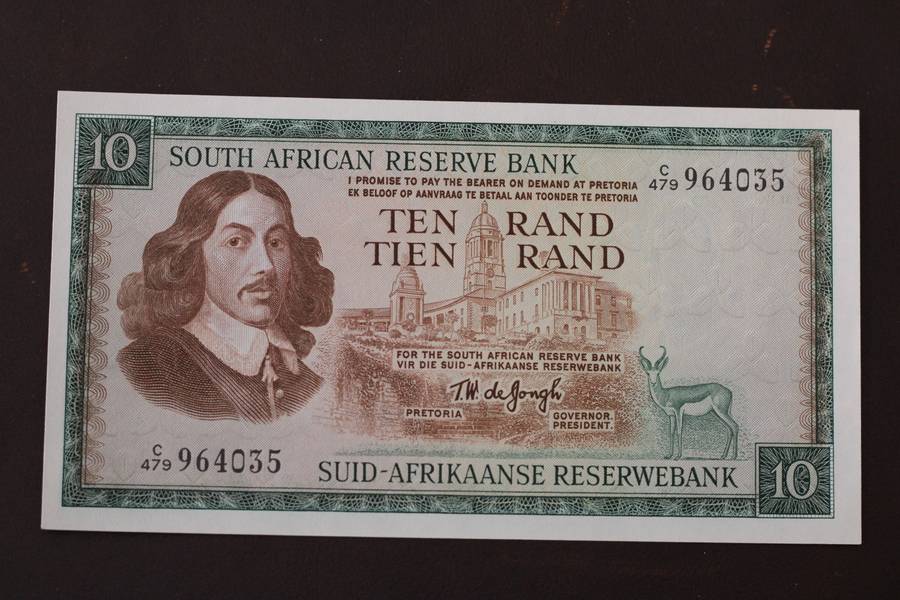 10
SOUTH AFRICAN RESERVE BANK
I PROMISE TO PAY THE BEARER ON DEMAND AT PRETORIA
EK BELOOF OP AANVRAAG TE BETAAL AAN TOONDER TE PRETORIA
C/479 964035
TEN RAND
TIEN RAND
FOR THE SOUTH AFRICAN RESERVE BANK
VIR DIE SUID-AFRIKAANSE RESERWEBANK
T.W. de Jongh
PRETORIA
GOVERNOR.
PRESIDENT.
C/479 964035
SUID-AFRIKAANSE RESERWEBANK
10